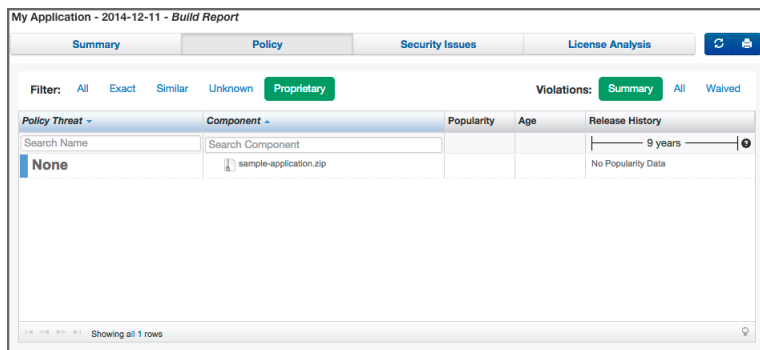 My Application - 2014-12-11 - Build Report
Summary Policy Security Issues License Analysis
Filter: All Exact Similar Unknown Proprietary Violations: Summary All Waived
Policy Threat Component Popularity Age Release History
Search Name Search Component 9 years ?
None sample-application.zip No Popularity Data
Showing all 1 rows